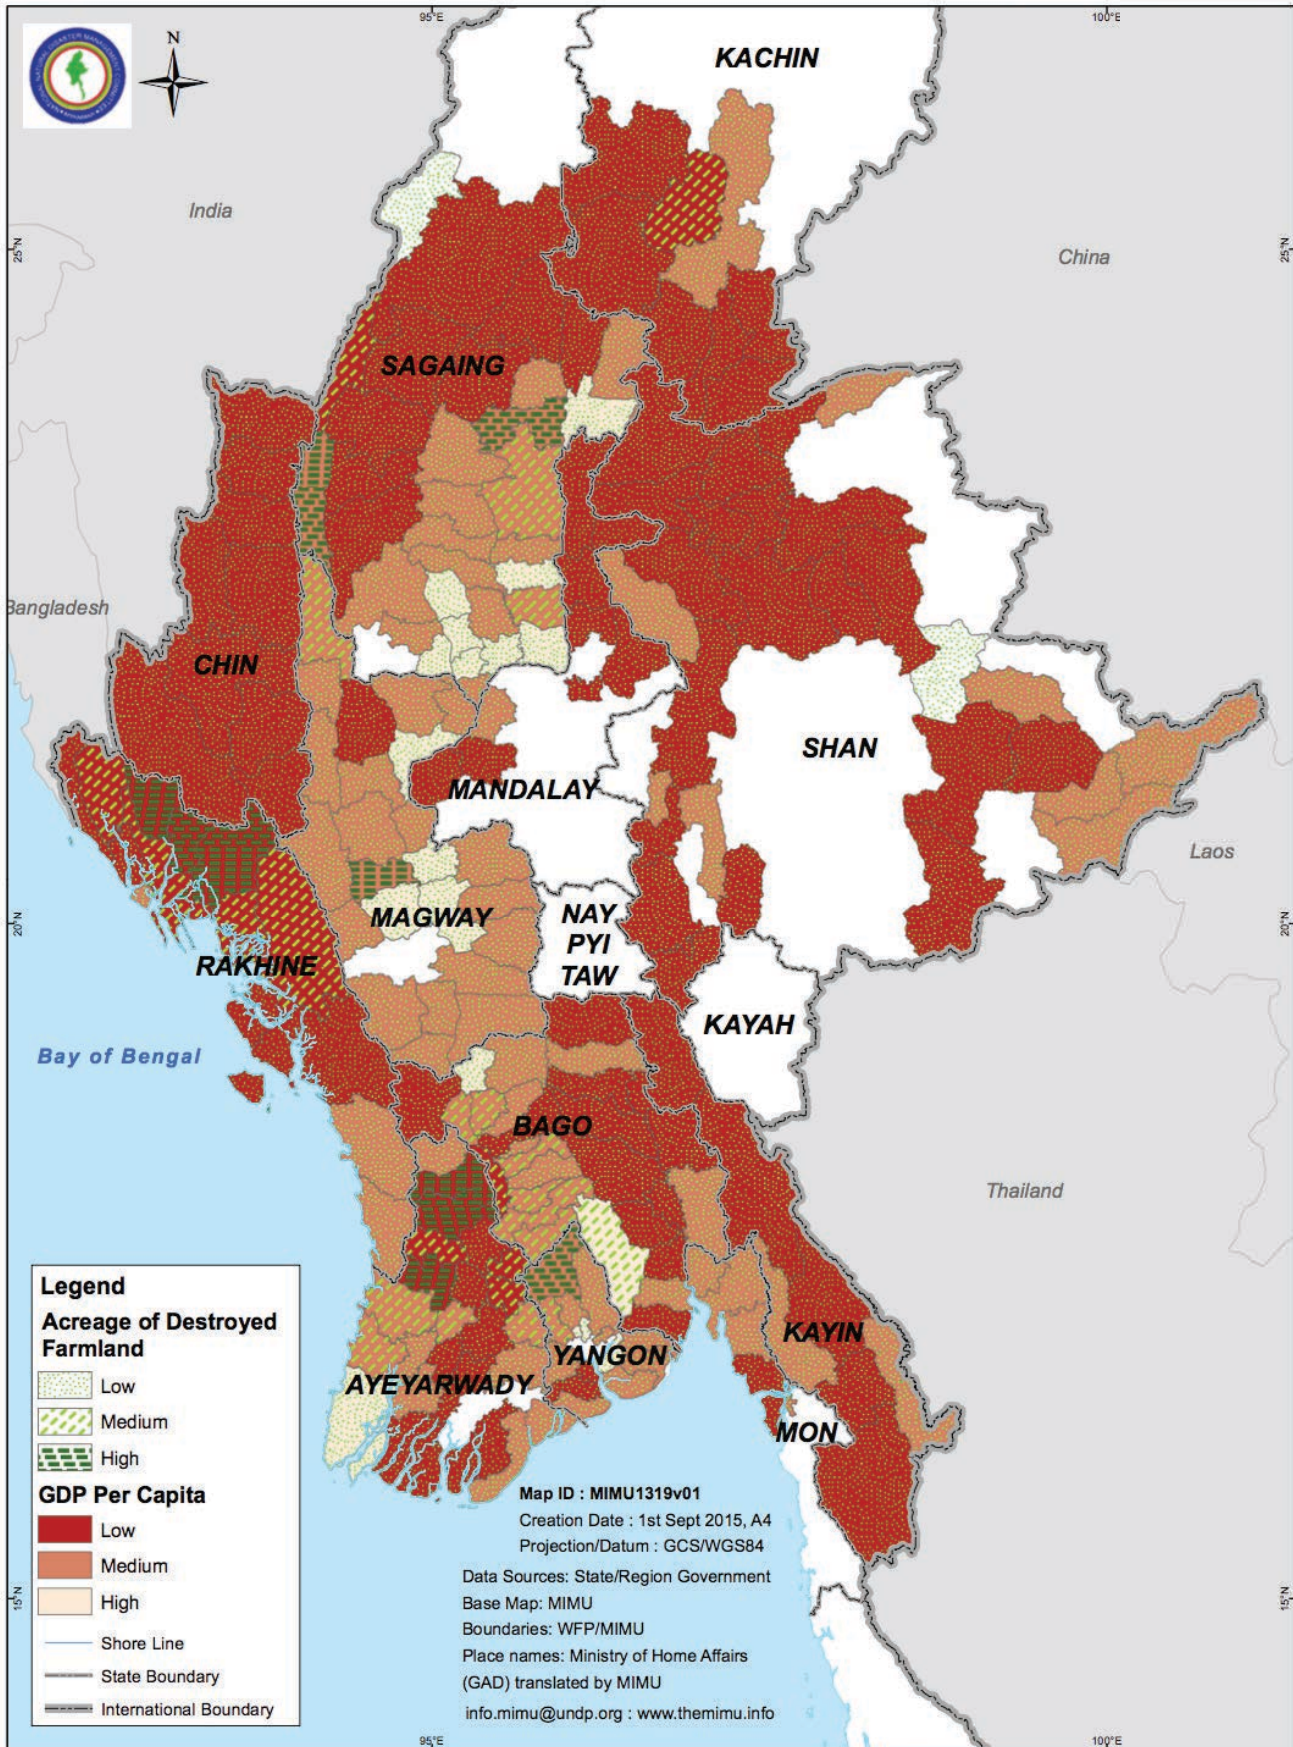 95°E
100°E
N
KACHIN
India
25°N
25°N
China
SAGAING
Bangladesh
CHIN
SHAN
MANDALAY
Laos
MAGWAY
NAY
PYI
TAW
20°N
20°N
RAKHINE
KAYAH
Bay of Bengal
BAGO
Thailand
Legend
Acreage of Destroyed
Farmland
Low
Medium
High
GDP Per Capita
Low
Medium
High
Shore Line
State Boundary
International Boundary
KAYIN
YANGON
AYEYARWADY
MON
Map ID : MIMU1319v01
Creation Date : 1st Sept 2015, A4
Projection/Datum : GCS/WGS84
Data Sources: State/Region Government
Base Map: MIMU
Boundaries: WFP/MIMU
Place names: Ministry of Home Affairs
(GAD) translated by MIMU
info.mimu@undp.org : www.themimu.info
15°N
15°N
95°E
100°E